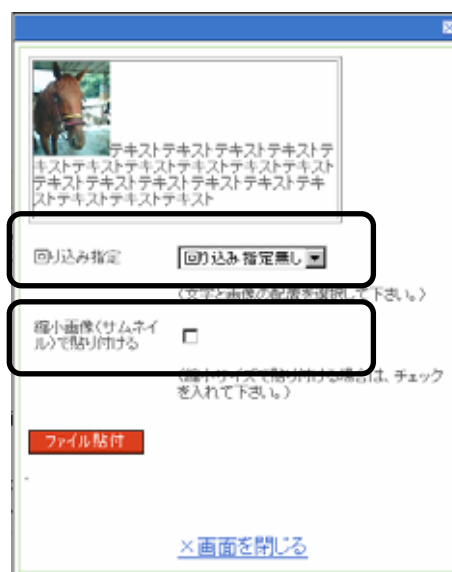 テキストテキストテキストテキストテ
キストテキストテキストテキストテキスト
テキストテキストテキストテキストテキ
ストテキストテキストテキスト
回り込み指定
回り込み指定無し
(文字と画像の配置を選択して下さい。)
縮小画像(サムネイ
ル)で貼り付ける
(縮小サイズで貼り付ける場合は、チェック
を入れて下さい。)
ファイル貼付
×画面を閉じる